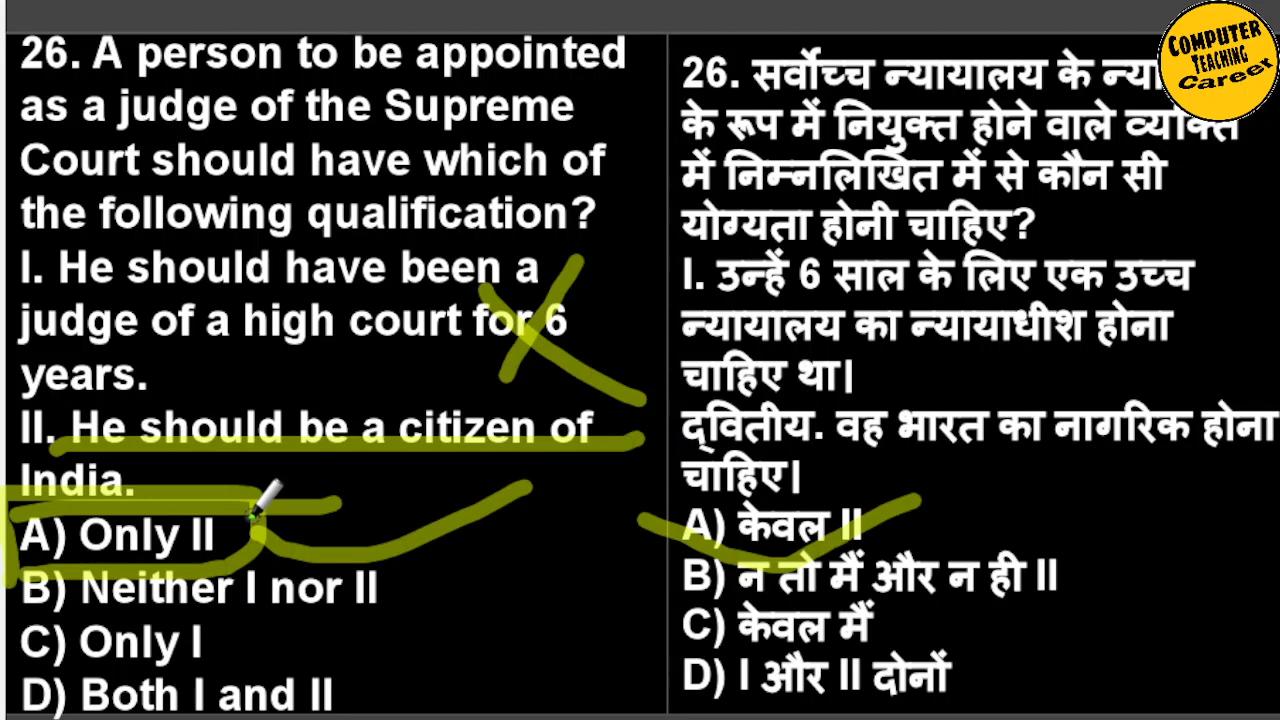 26. A person to be appointed
as a judge of the Supreme
Court should have which of
the following qualification?
I. He should have been a
judge of a high court for 6
years.
II. He should be a citizen of
India.
A) Only II
B) Neither I nor II
C) Only I
D) Both I and II
26. सर्वोच्च न्यायालय के
के रूप में नियुक्त होने वाले व्यक्ति
में निम्नलिखित में से कौन सी
योग्यता होनी चाहिए?
I. उन्हें 6 साल के लिए एक उच्च
न्यायालय का न्यायाधीश होना
चाहिए था।
द्वितीय. वह भारत का नागरिक होना
चाहिए।
A) केवल II
B) न तो मैं और न ही II
C) केवल मैं
D) I और II दोनों
COMPUTER
TEACHING
Career